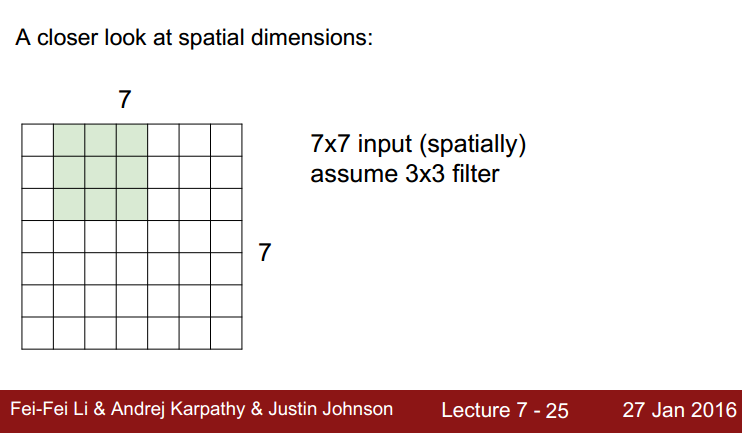 A closer look at spatial dimensions:
7
7x7 input (spatially)
assume 3x3 filter
7
Fei-Fei Li & Andrej Karpathy & Justin Johnson
Lecture 7 - 25
27 Jan 2016